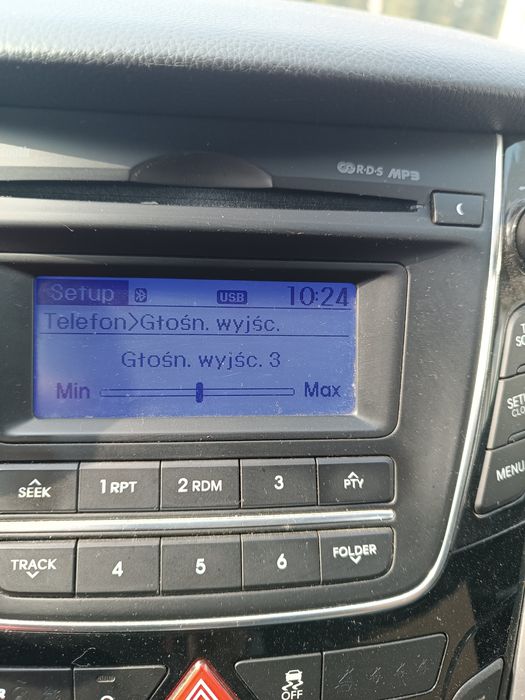 R·D·S MP3
Setup USB 10:24
Telefon>Głośn. wyjśc.
Głośn. wyjśc. 3
Min Max
SEEK 1 RPT 2 RDM 3 PTY
MENU
TRACK 4 5 6 FOLDER
OFF